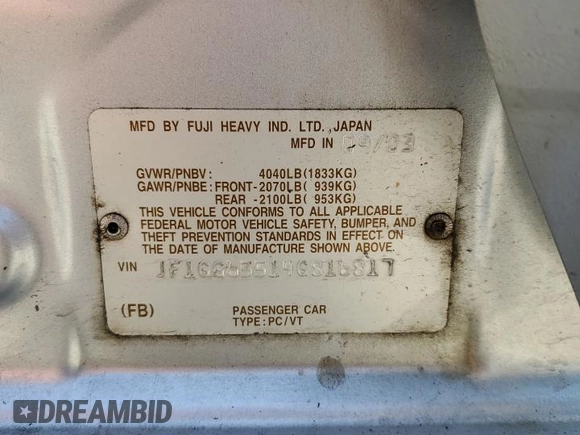 MFD BY FUJI HEAVY IND. LTD., JAPAN
MFD IN 09/03
GVWR/PNBV: 4040LB(1833KG)
GAWR/PNBE: FRONT-2070LB( 939KG)
REAR -2100LB( 953KG)
THIS VEHICLE CONFORMS TO ALL APPLICABLE
FEDERAL MOTOR VEHICLE SAFETY, BUMPER, AND
THEFT PREVENTION STANDARDS IN EFFECT ON
THE DATE OF MANUFACTURE SHOWN ABOVE.
VIN
(FB)
PASSENGER CAR
TYPE: PC/VT
DREAMBID